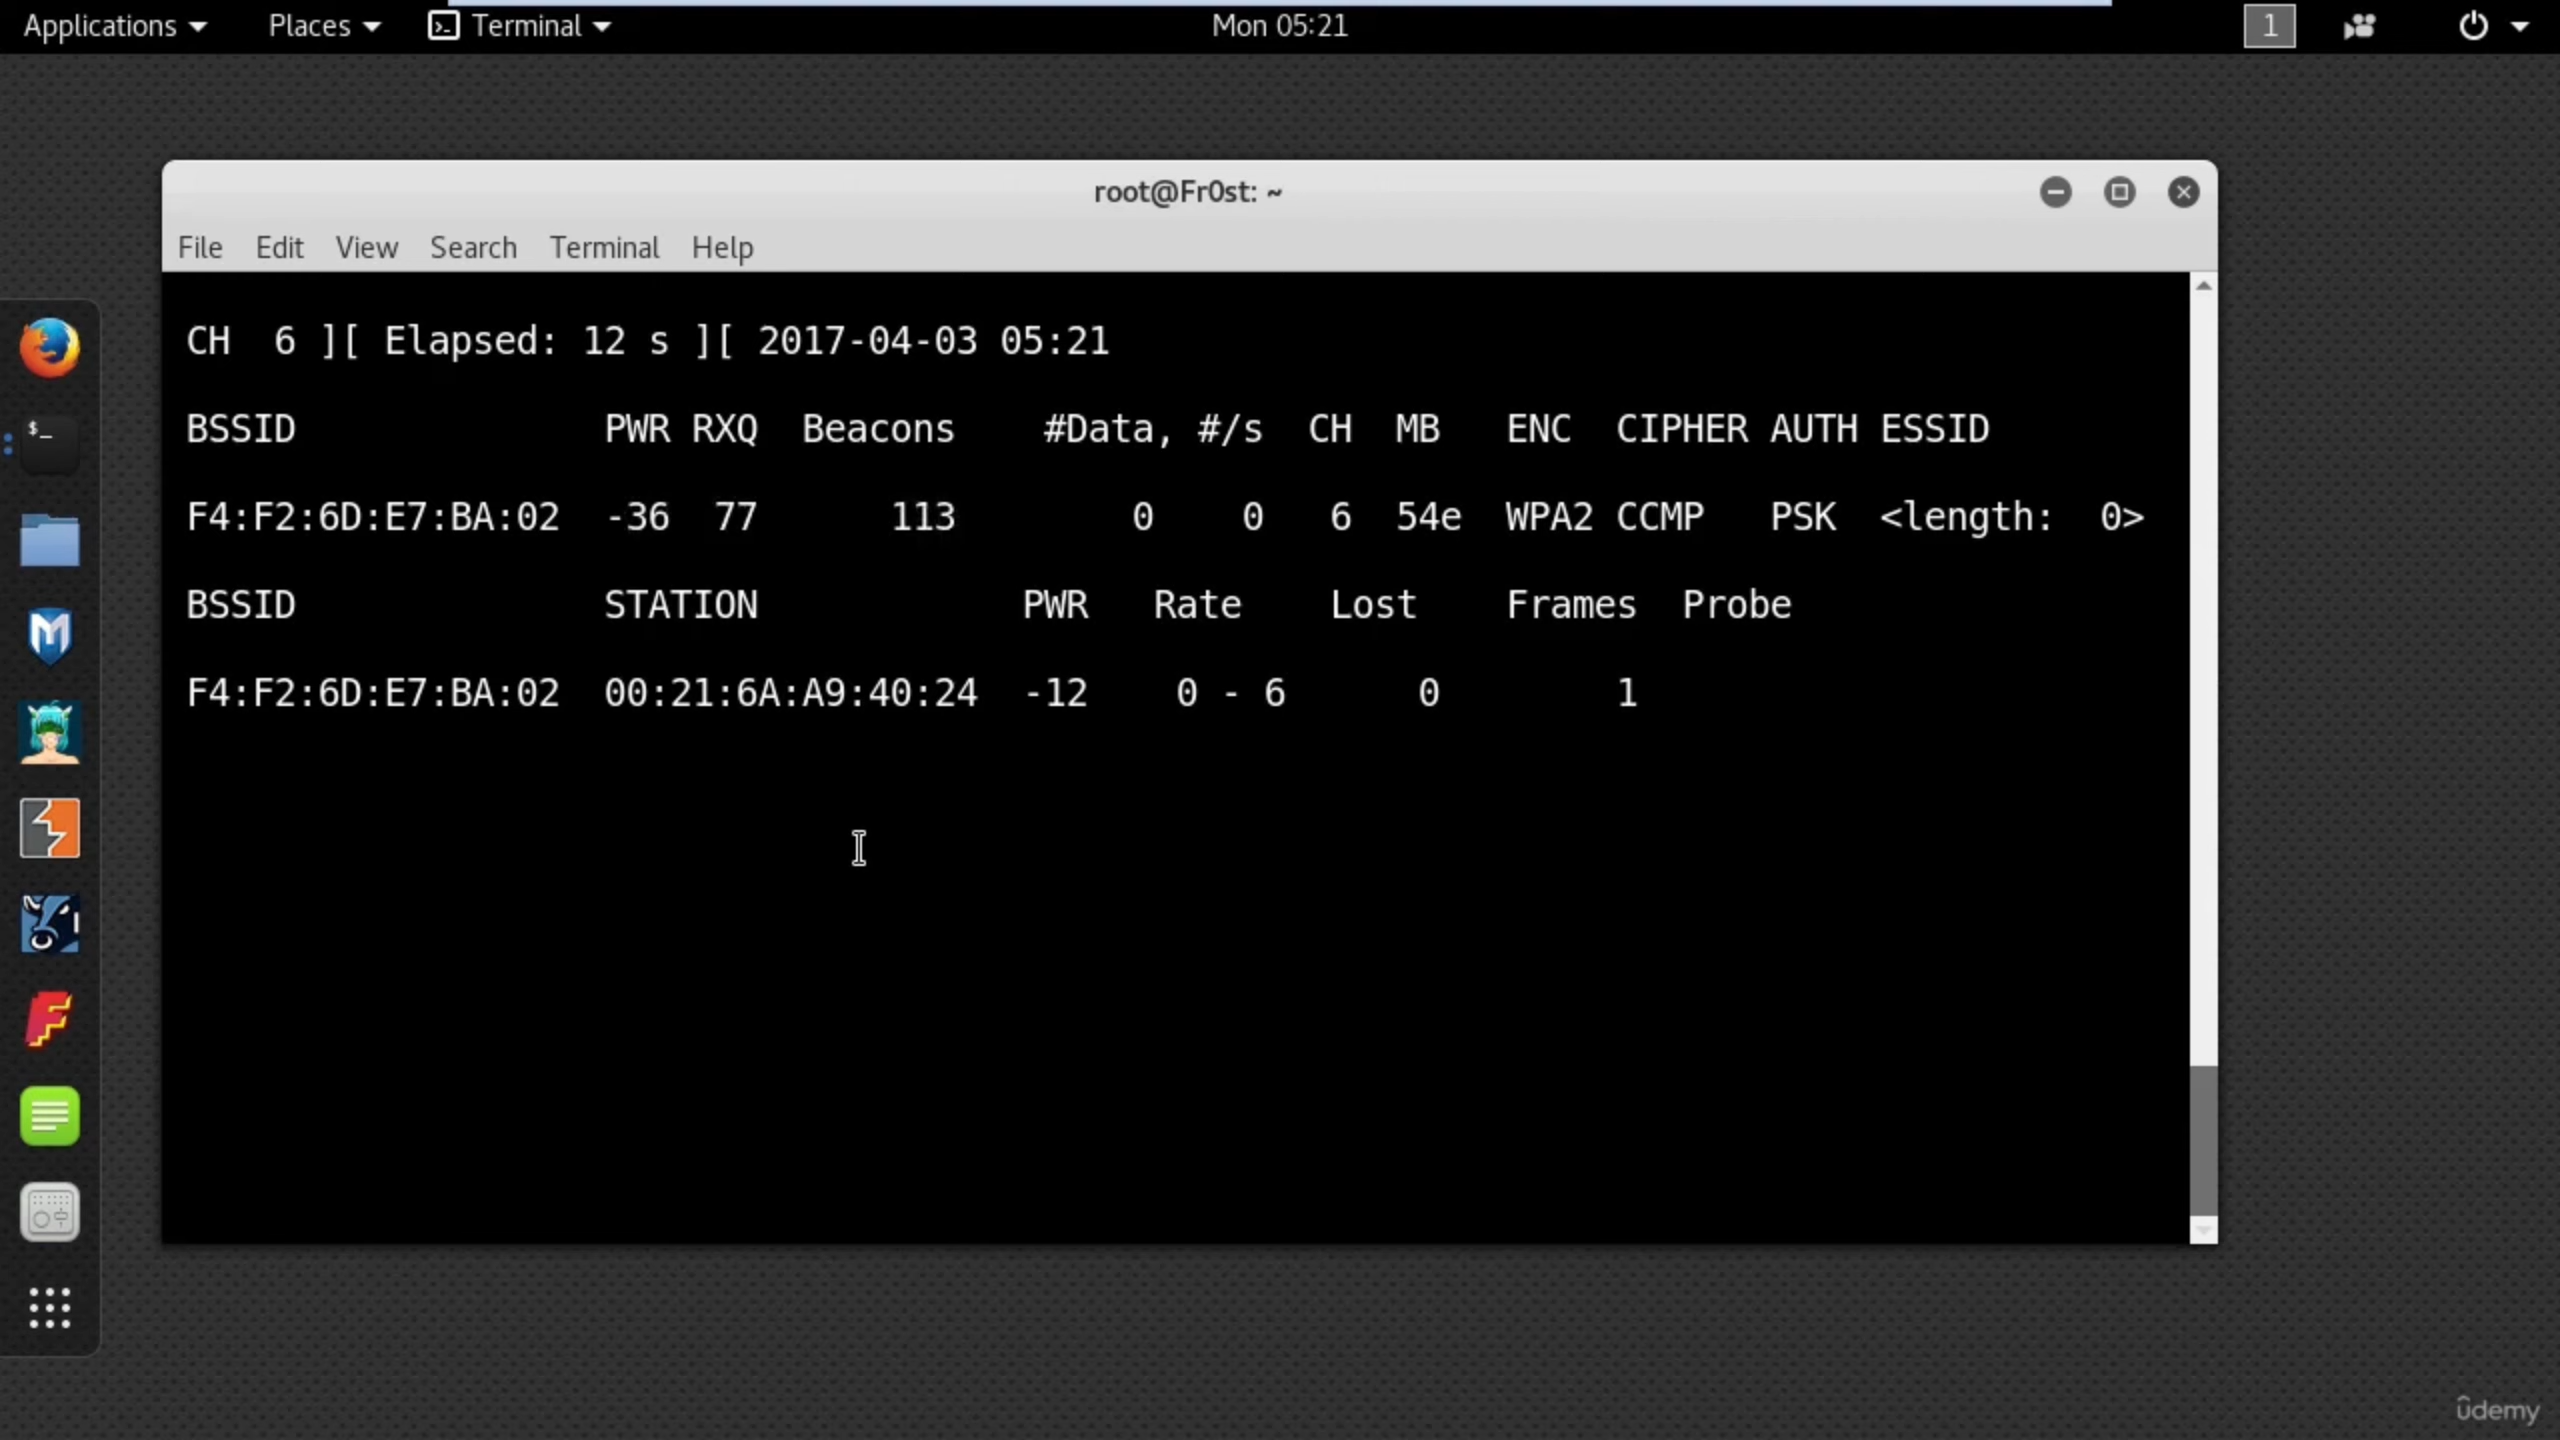 Applications Places Terminal Mon 05:21 1
root@Fr0st: ~
File Edit View Search Terminal Help
CH 6 ][ Elapsed: 12 s ][ 2017-04-03 05:21
BSSID PWR RXQ Beacons #Data, #/s CH MB ENC CIPHER AUTH ESSID
F4:F2:6D:E7:BA:02 -36 77 113 0 0 6 54e WPA2 CCMP PSK <length: 0>
BSSID STATION PWR Rate Lost Frames Probe
F4:F2:6D:E7:BA:02 00:21:6A:A9:40:24 -12 0 - 6 0 1
$_
ûdemy